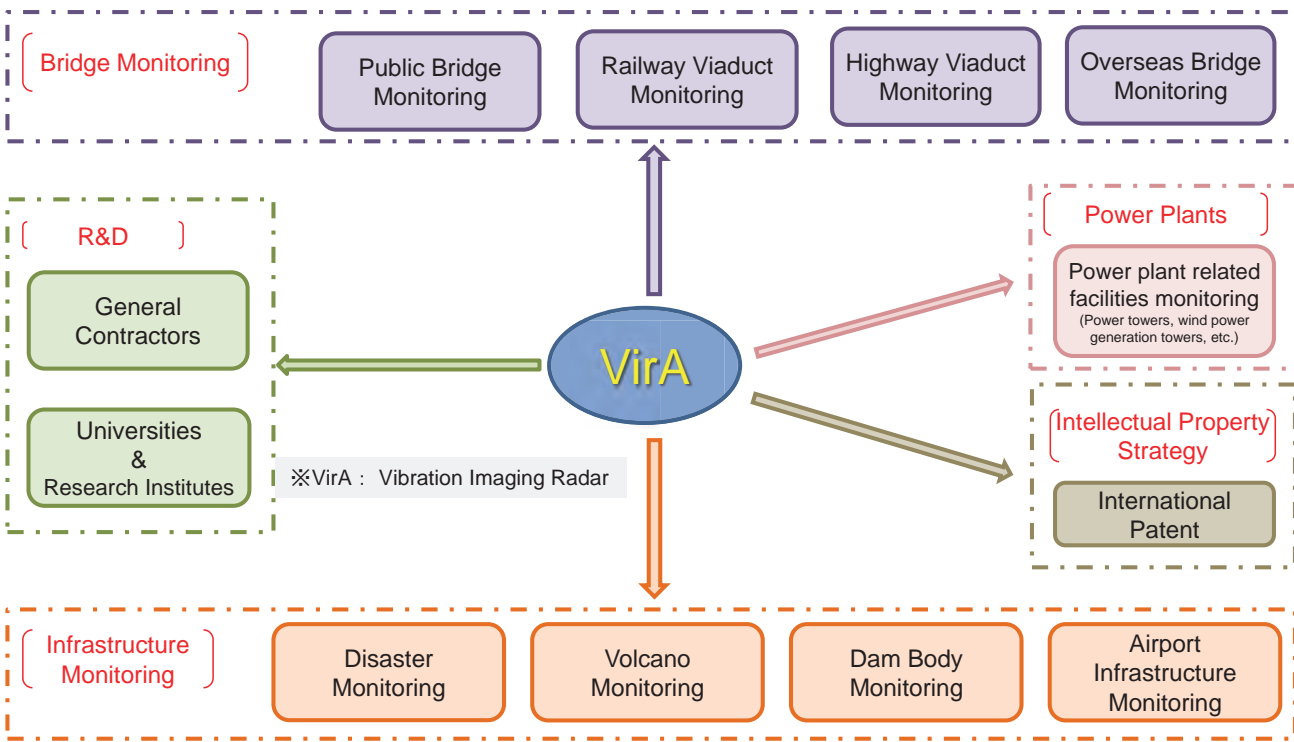 Bridge Monitoring
Public Bridge
Monitoring
Railway Viaduct
Monitoring
Highway Viaduct
Monitoring
Overseas Bridge
Monitoring
R&D
General
Contractors
Universities
&
Research Institutes
VirA
※VirA : Vibration Imaging Radar
Power Plants
Power plant related
facilities monitoring
(Power towers, wind power
generation towers, etc.)
Intellectual Property
Strategy
International
Patent
Infrastructure
Monitoring
Disaster
Monitoring
Volcano
Monitoring
Dam Body
Monitoring
Airport
Infrastructure
Monitoring